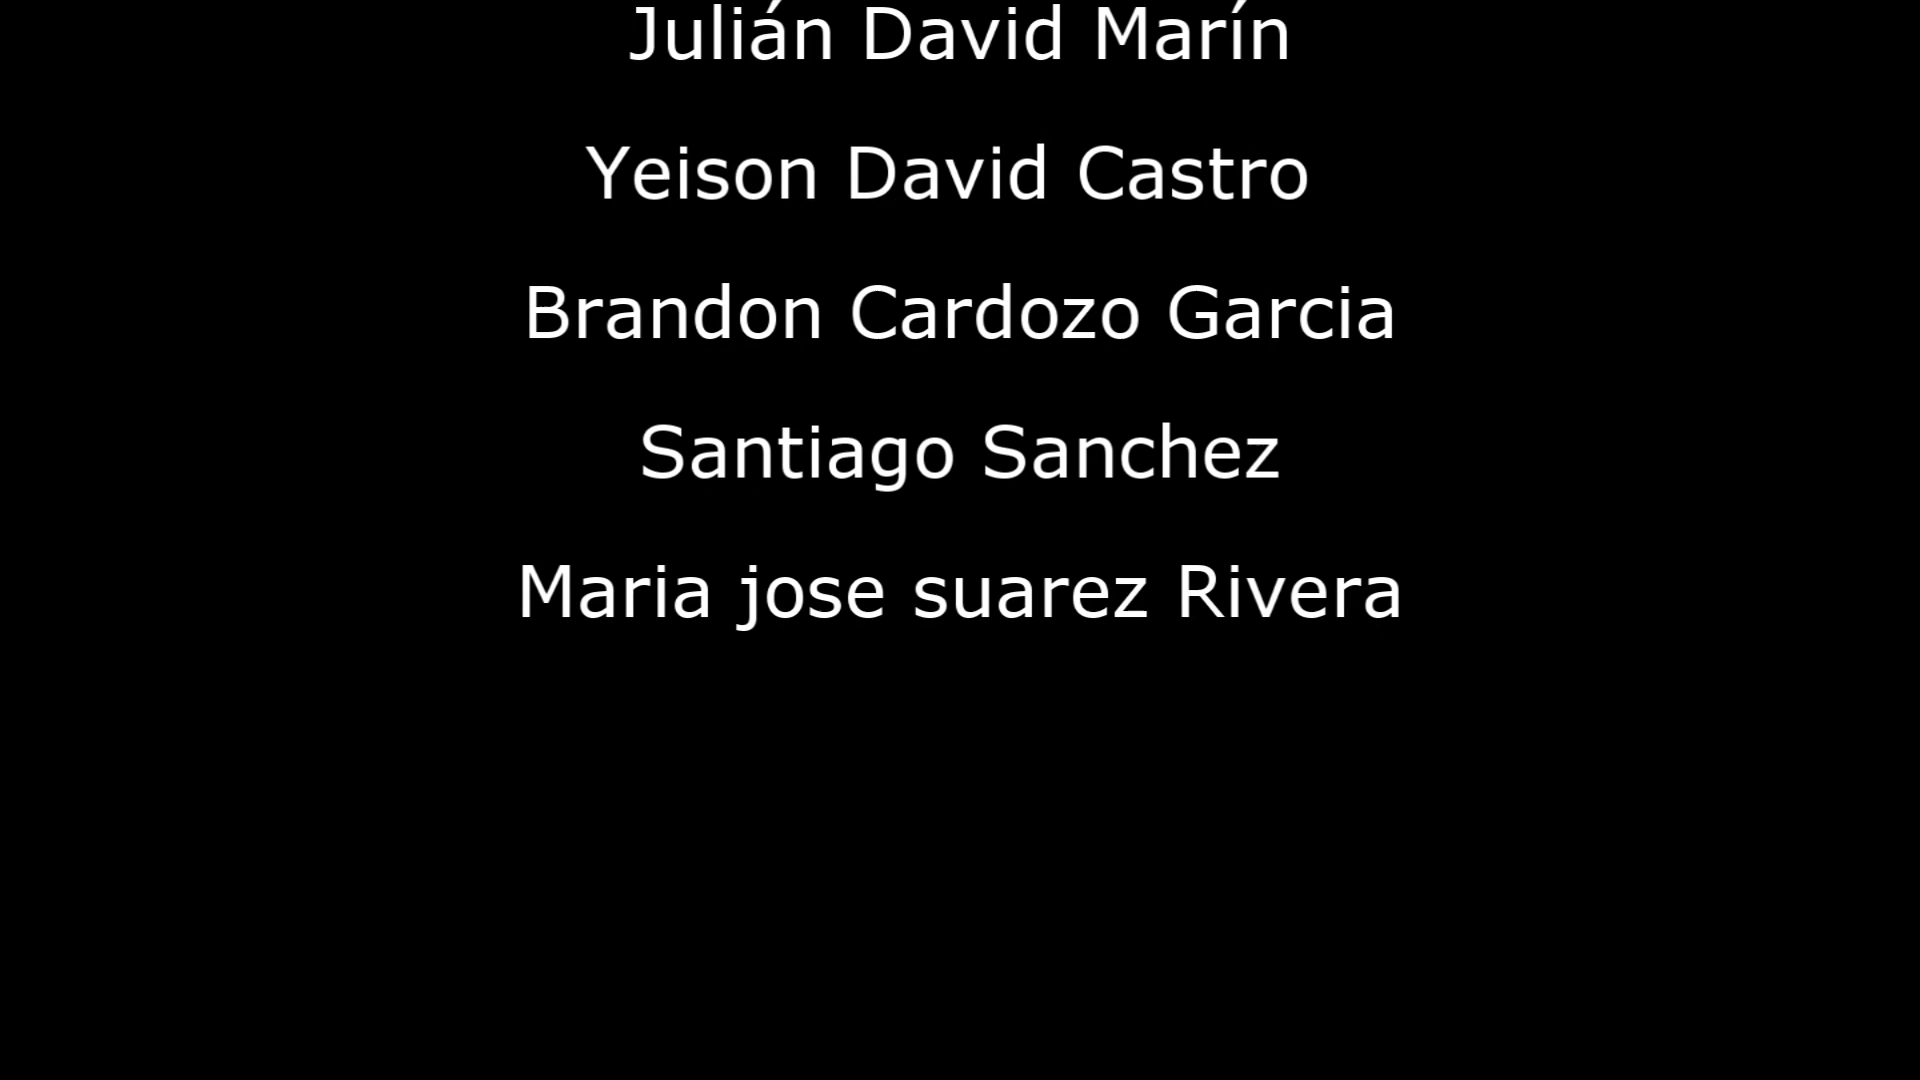 Julián David Marín
Yeison David Castro
Brandon Cardozo Garcia
Santiago Sanchez
Maria jose suarez Rivera